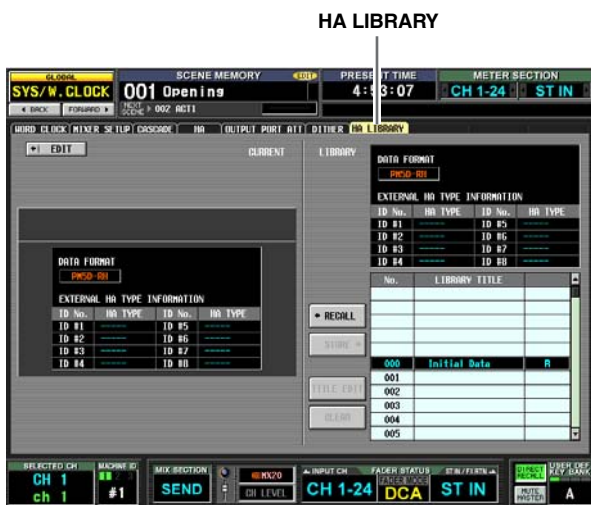 HA LIBRARY
GLOBAL SCENE MEMORY EDIT PRESENT TIME METER SECTION
SYS/W.CLOCK 001 Opening 4:53:07 CH 1-24 ST IN
BACK FORWARD NEXT SCENE 002 ACT1
WORD CLOCK MIXER SETUP CASCADE HA OUTPUT PORT ATT DITHER HA LIBRARY
EDIT CURRENT LIBRARY
DATA FORMAT
PM5D-RH
EXTERNAL HA TYPE INFORMATION
ID No. HA TYPE ID No. HA TYPE
ID #1 ----- ID #5 -----
ID #2 ----- ID #6 -----
ID #3 ----- ID #7 -----
ID #4 ----- ID #8 -----
DATA FORMAT
PM5D-RH
EXTERNAL HA TYPE INFORMATION
ID No. HA TYPE ID No. HA TYPE
ID #1 ----- ID #5 -----
ID #2 ----- ID #6 -----
ID #3 ----- ID #7 -----
ID #4 ----- ID #8 -----
No. LIBRARY TITLE
RECALL
STORE
TITLE EDIT
CLEAR
000 Initial Data R
001
002
003
004
005
SELECTED CH MACHINE ID MIX SECTION INPUT CH FADER STATUS ST IN/FX RTN DIRECT RECALL USER DEF KEY BANK
CH 1 1 2 3 MIX20 FADER MODE
ch 1 #1 SEND CH LEVEL CH 1-24 DCA ST IN MUTE MASTER A